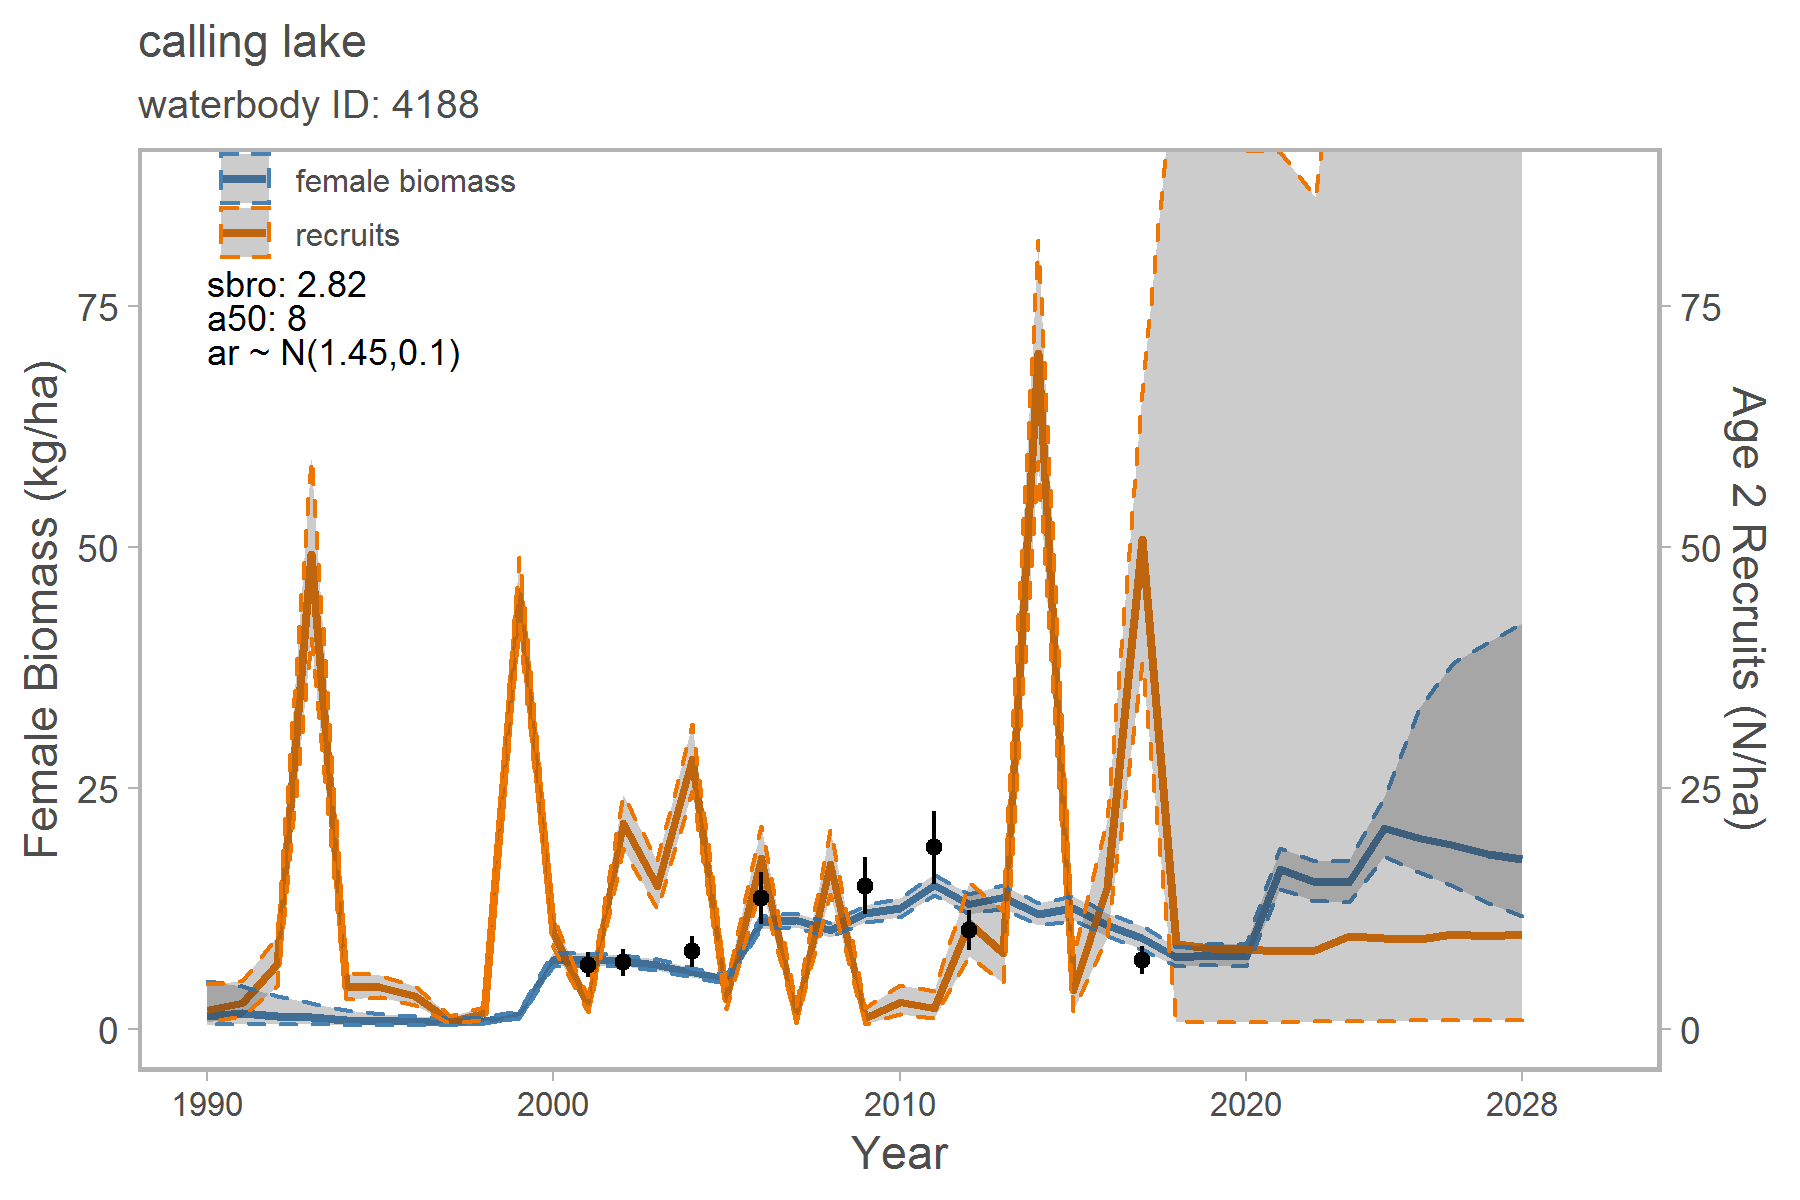 calling lake
waterbody ID: 4188
female biomass
recruits
sbro: 2.82
a50: 8
ar ~ N(1.45,0.1)
75
50
25
0
Female Biomass (kg/ha)
75
50
25
0
Age 2 Recruits (N/ha)
1990
2000
2010
2020
2028
Year